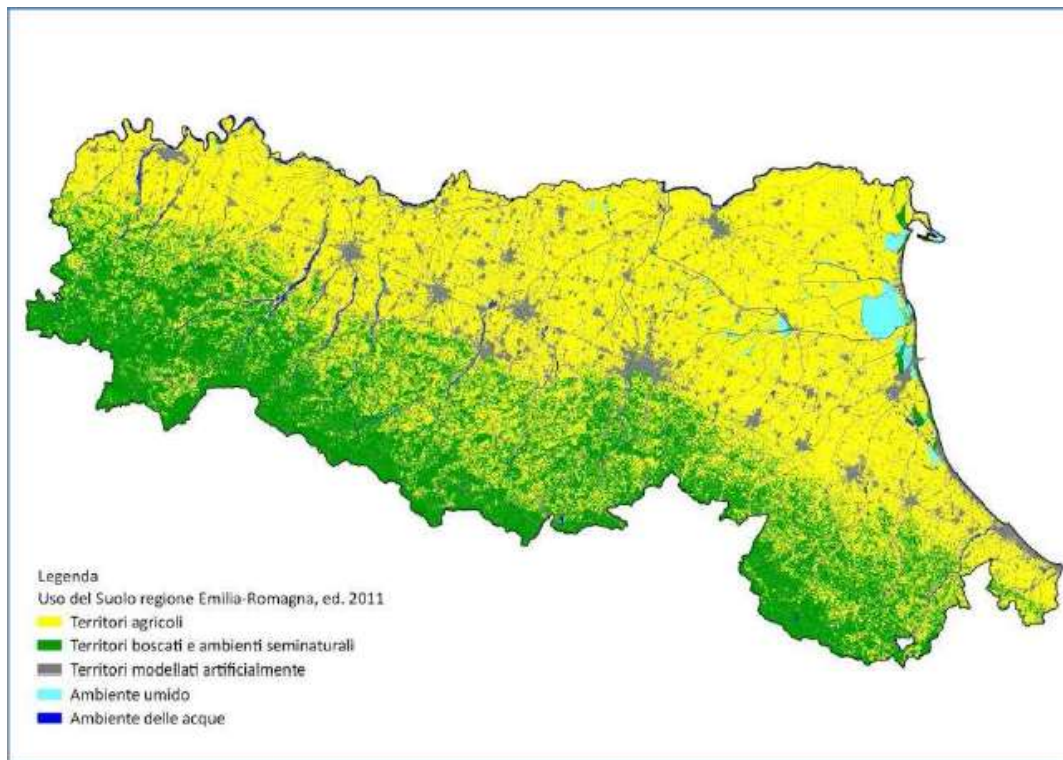 Legenda
Uso del Suolo regione Emilia-Romagna, ed. 2011
Territori agricoli
Territori boscati e ambienti seminaturali
Territori modellati artificialmente
Ambiente umido
Ambiente delle acque